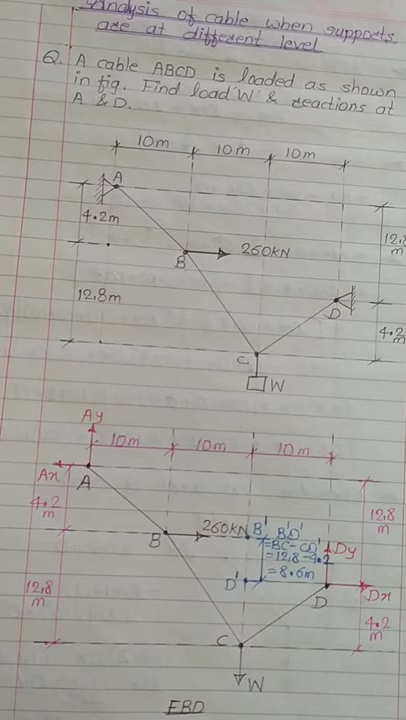 Analysis of cable when supports
are at different level
Q. A cable ABCD is loaded as shown
in fig. Find load 'W' & reactions at
A & D.
10m 10m 10m
A
4.2m
12.8
m
260KN
B
12.8m
D
4.2
m
C
W
Ay
10m 10m 10m
Ax
A
4.2
m
12.8
m
260KN B' B'D'
B
=BC-CD'
Dy
=12.8-4.2
=8.6m
D'
D
Dx
12.8
m
4.2
m
C
W
FBD